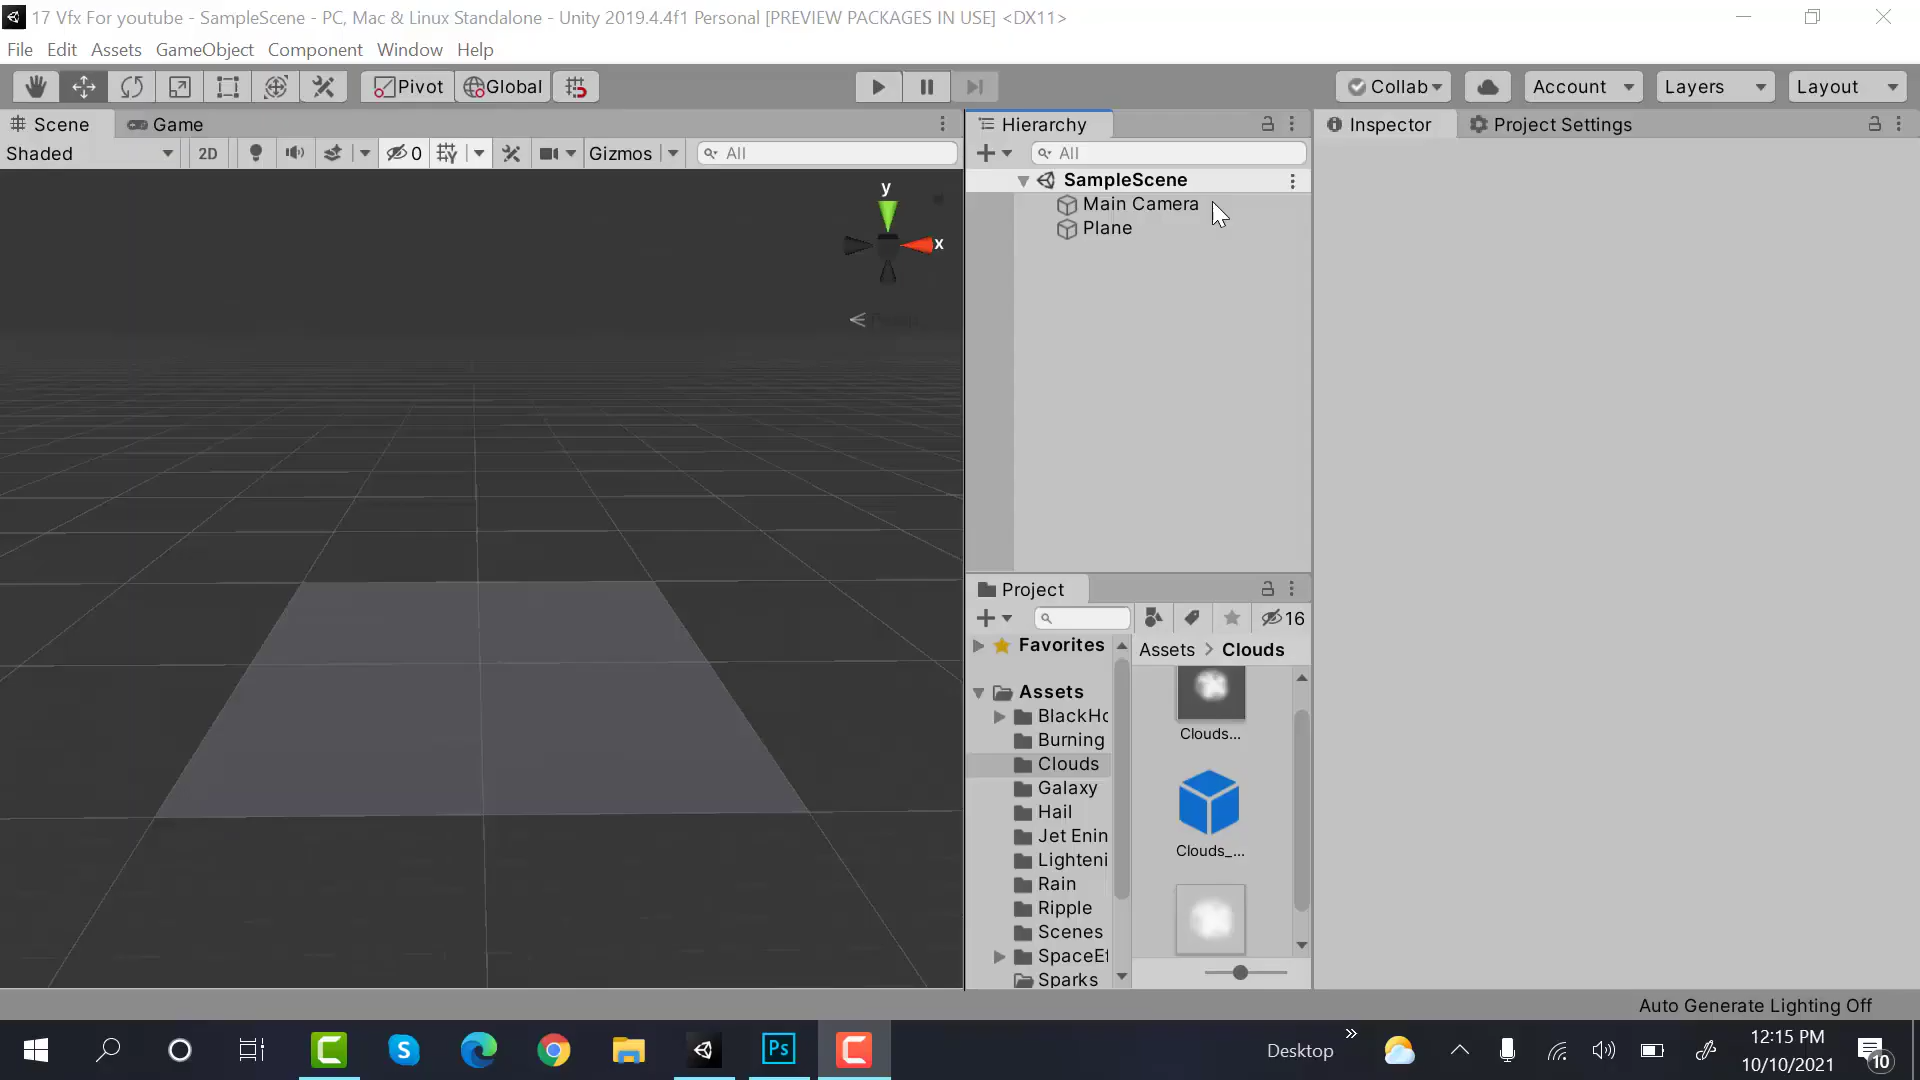 17 Vfx For youtube - SampleScene - PC, Mac & Linux Standalone - Unity 2019.4.4f1 Personal [PREVIEW PACKAGES IN USE] <DX11>
File Edit Assets GameObject Component Window Help
Pivot Global Collab Account Layers Layout
Scene Game
Shaded 2D 0 Gizmos All
y
x
Persp
Hierarchy
All
SampleScene
Main Camera
Plane
Inspector Project Settings
Project
16
Favorites
Assets
BlackHo
Burning
Clouds
Galaxy
Hail
Jet Enin
Lighteni
Rain
Ripple
Scenes
SpaceEf
Sparks
Assets > Clouds
Clouds...
Clouds_...
Auto Generate Lighting Off
Desktop
12:15 PM
10/10/2021
10